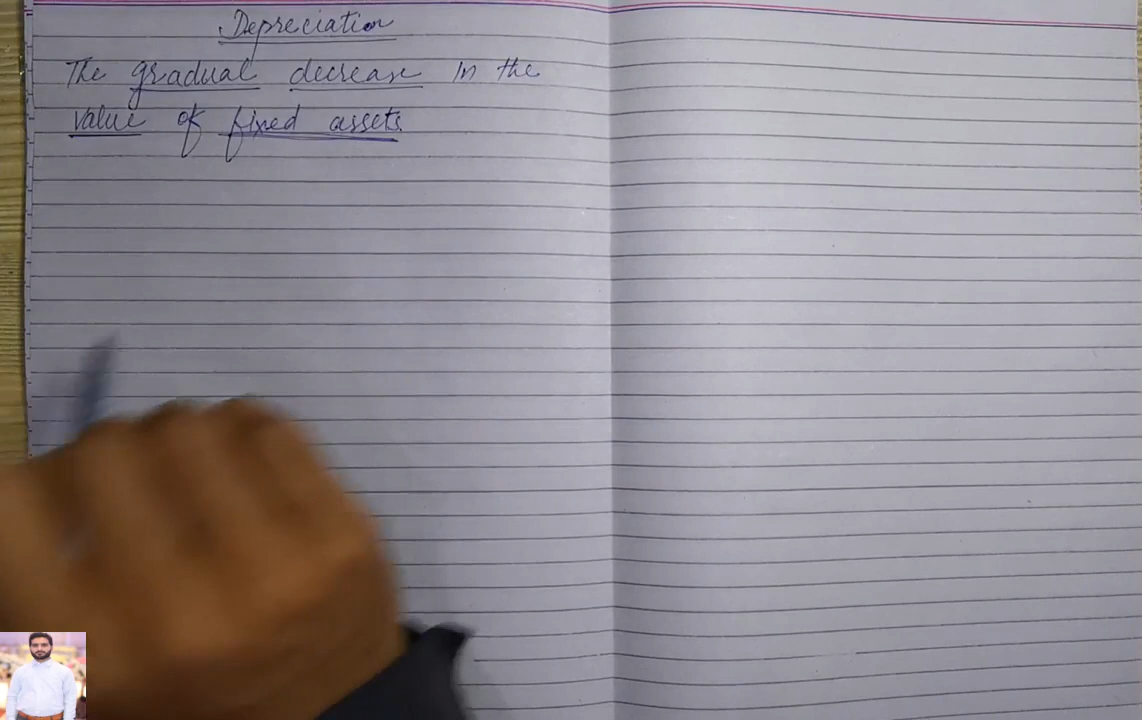 Depreciation
The gradual decrease in the
value of fixed assets.